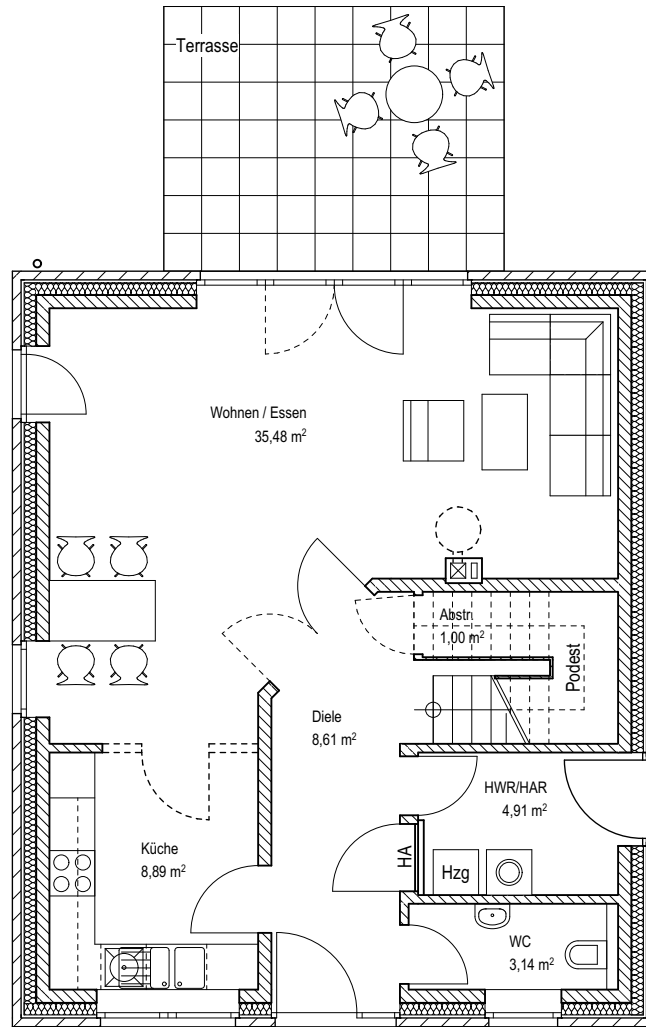 Terrasse
Wohnen / Essen
35,48 m²
Abstr.
1,00 m²
Podest
Diele
8,61 m²
HWR/HAR
4,91 m²
Küche
8,89 m²
HA
Hzg
WC
3,14 m²